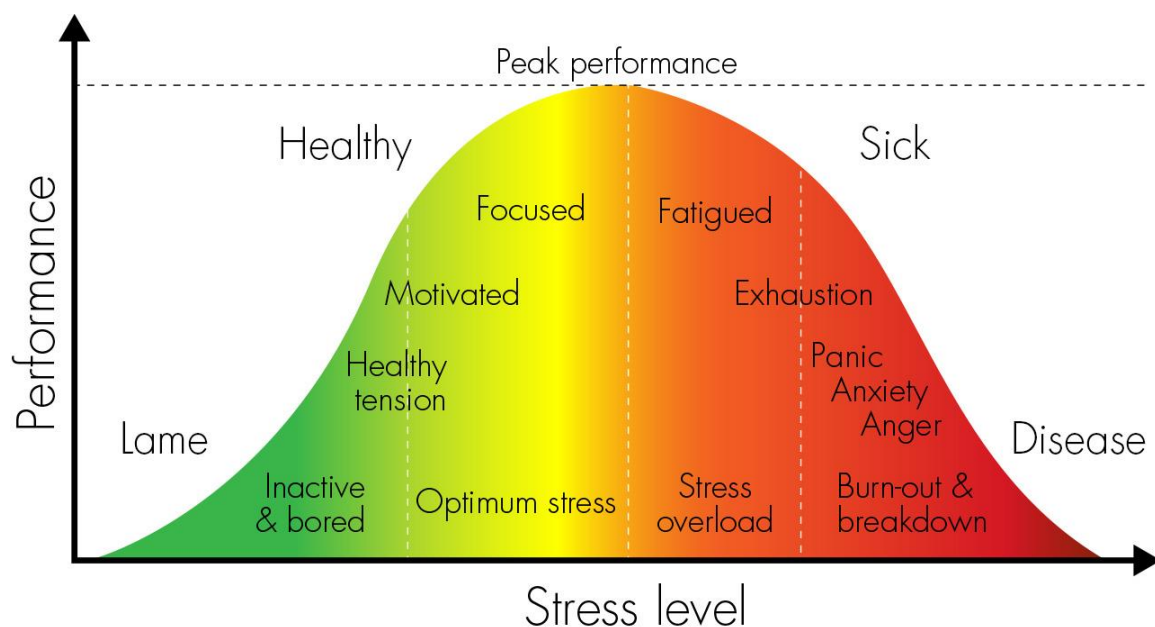 Peak performance
Healthy
Sick
Focused
Fatigued
Motivated
Exhaustion
Healthy
tension
Panic
Anxiety
Anger
Lame
Disease
Inactive
& bored
Optimum stress
Stress
overload
Burn-out &
breakdown
Performance
Stress level